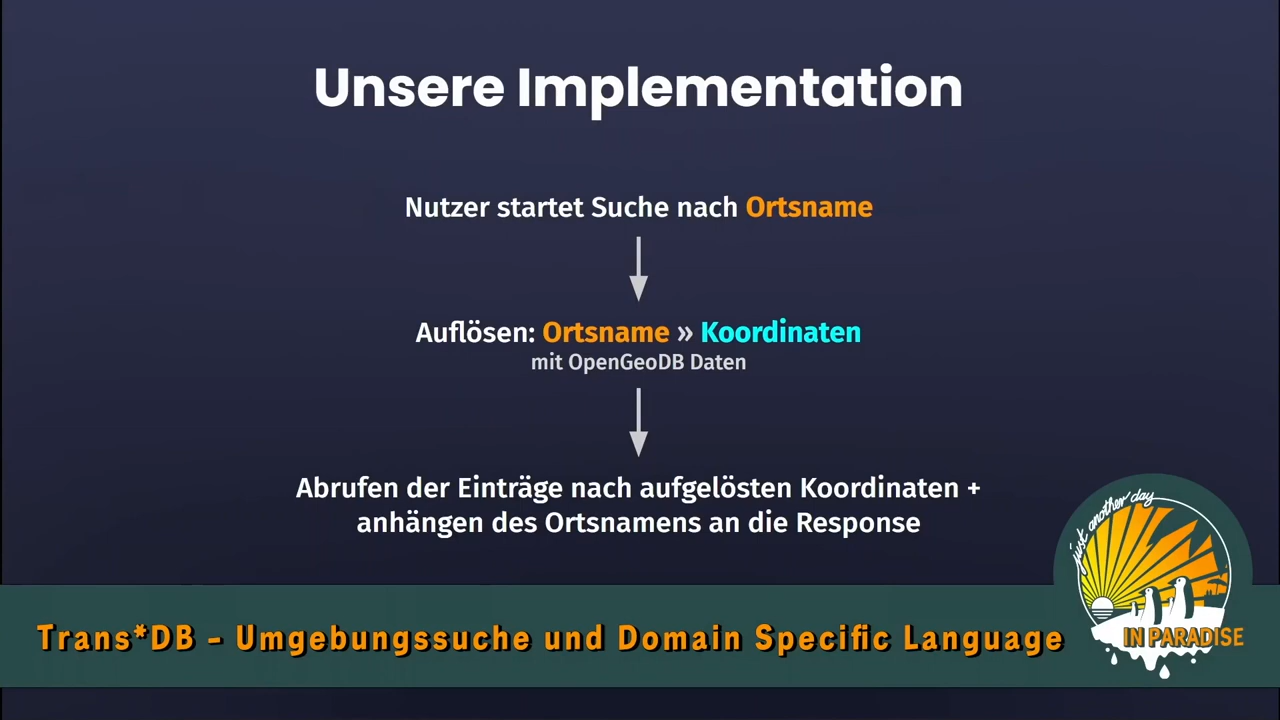 Unsere Implementation
Nutzer startet Suche nach Ortsname
Auflösen: Ortsname » Koordinaten
mit OpenGeoDB Daten
Abrufen der Einträge nach aufgelösten Koordinaten +
anhängen des Ortsnamens an die Response
just another day
IN PARADISE
Trans*DB - Umgebungssuche und Domain Specific Language